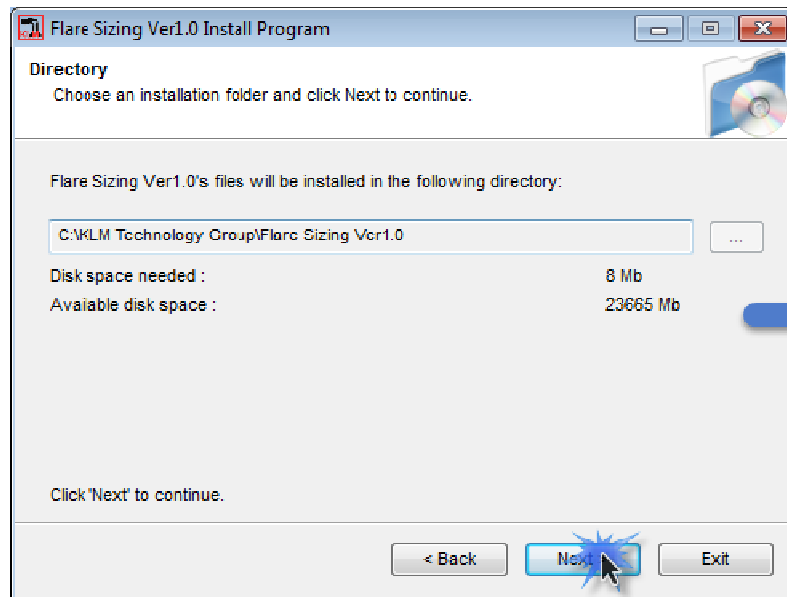 Flare Sizing Ver1.0 Install Program
Directory
Choose an installation folder and click Next to continue.
Flare Sizing Ver1.0's files will be installed in the following directory:
C:\KLM Technology Group\Flare Sizing Ver1.0
...
Disk space needed :
8 Mb
Available disk space :
23665 Mb
Click 'Next' to continue.
< Back
Next
Exit